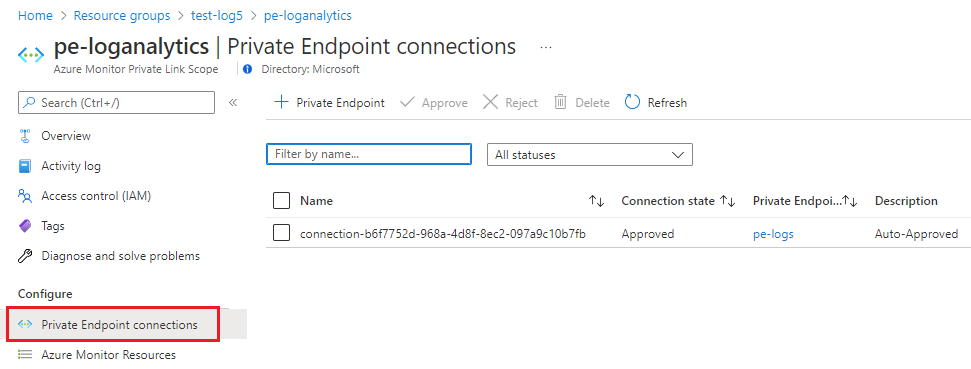 Home > Resource groups > test-log5 > pe-loganalytics
pe-loganalytics | Private Endpoint connections ...
Azure Monitor Private Link Scope Directory: Microsoft
Search (Ctrl+/) «
Private Endpoint Approve Reject Delete Refresh
Overview
Activity log
Access control (IAM)
Tags
Diagnose and solve problems
Configure
Private Endpoint connections
Azure Monitor Resources
Filter by name... All statuses
Name Connection state Private Endpoi... Description
connection-b6f7752d-968a-4d8f-8ec2-097a9c10b7fb Approved pe-logs Auto-Approved